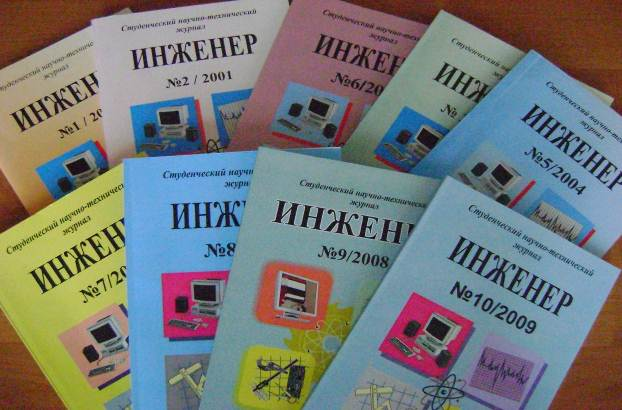 Студенческий научно-технический
журнал
ИНЖЕНЕР
№1 / 20
Студенческий научно-технический
журнал
ИНЖЕНЕР
№2 / 2001
Студенческий научно-технический
журнал
ИНЖЕНЕР
№6/20
Студенческий научно-технический
журнал
ИНЖЕНЕР
№
Студенческий научно-технический
журнал
ИНЖЕНЕР
№5/2004
Студенческий научно-технический
журнал
ИНЖЕНЕР
№7/20
Студенческий научно-технический
журнал
ИНЖЕН
№8
Студенческий научно-технический
журнал
ИНЖЕНЕР
№9/2008
Студенческий научно-технический
журнал
ИНЖЕНЕР
№10/2009